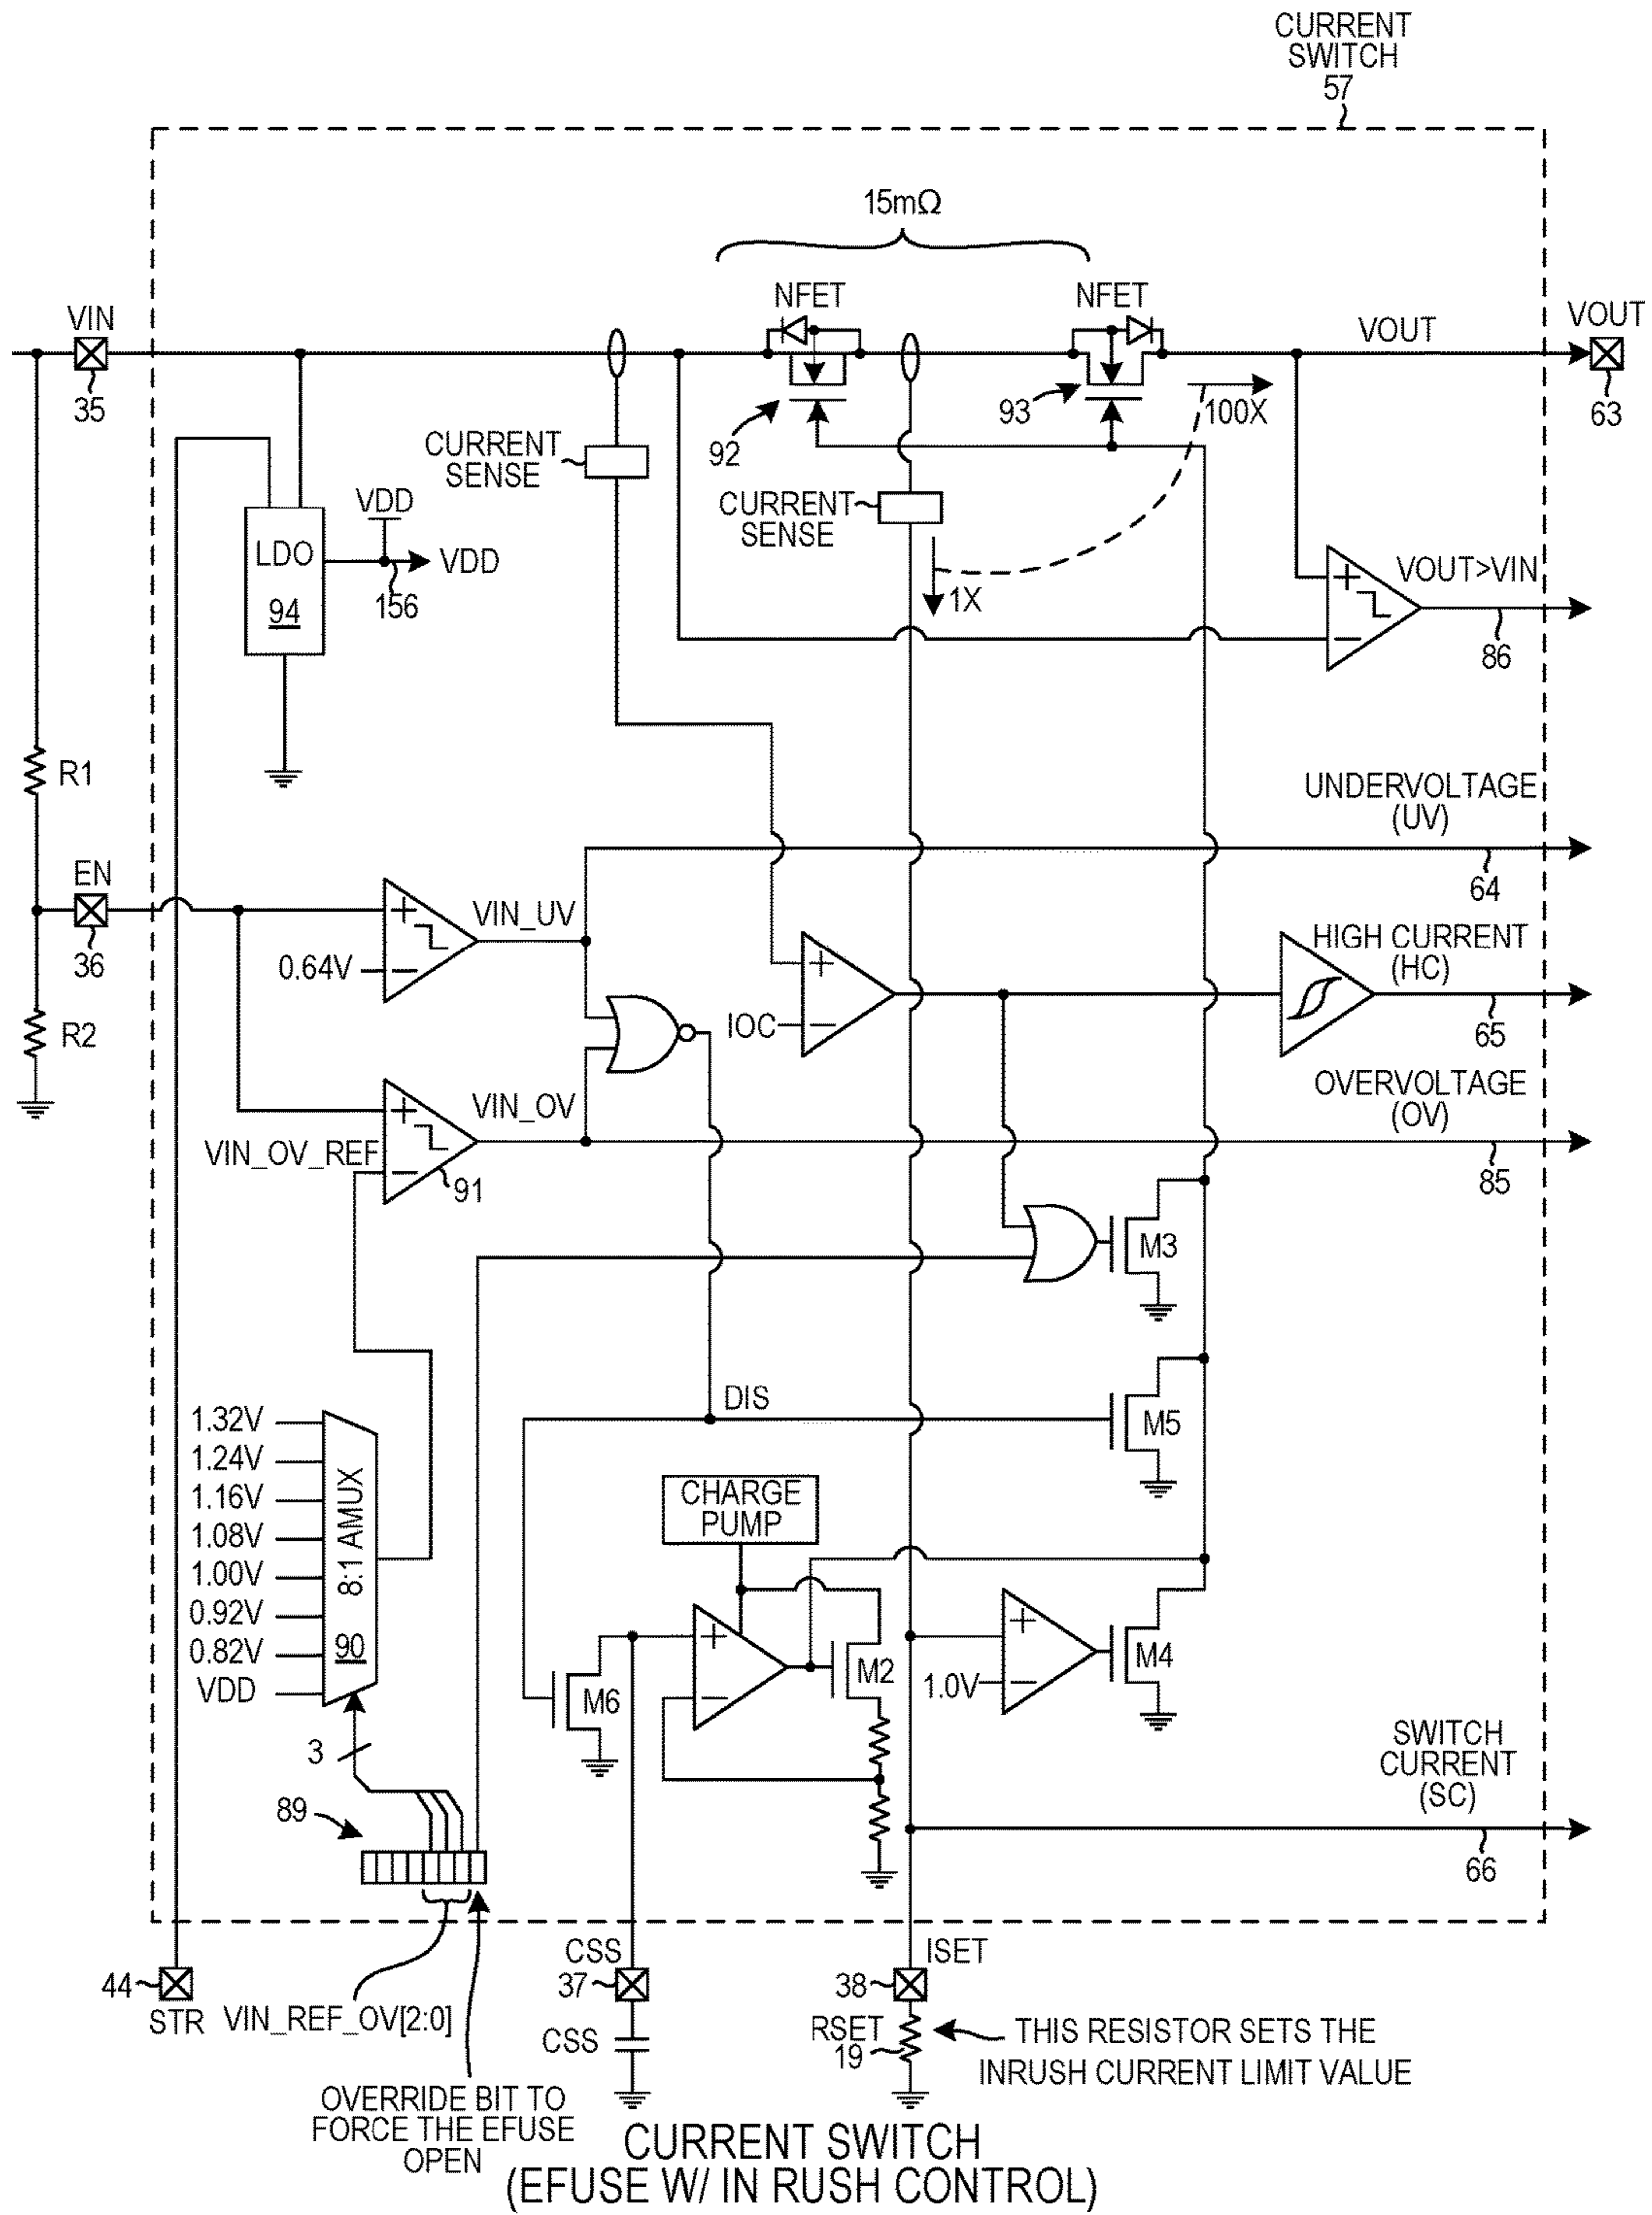 CURRENT
SWITCH
57
15mΩ
NFET
NFET
VIN
35
VOUT
VOUT
63
92
93
100X
CURRENT
SENSE
CURRENT
SENSE
1X
VDD
VDD
LDO
94
156
+
−
VOUT>VIN
86
R1
UNDERVOLTAGE
(UV)
64
EN
36
+
−
0.64V
VIN_UV
HIGH CURRENT
(HC)
65
+
−
IOC
R2
VIN_OV
+
−
VIN_OV_REF
91
OVERVOLTAGE
(OV)
85
M3
DIS
M5
1.32V
1.24V
1.16V
1.08V
1.00V
0.92V
0.82V
VDD
8:1 AMUX
90
CHARGE
PUMP
+
−
M2
M6
+
−
1.0V
M4
3
89
SWITCH
CURRENT
(SC)
66
44
STR
VIN_REF_OV[2:0]
CSS
37
CSS
ISET
38
RSET
19
THIS RESISTOR SETS THE
INRUSH CURRENT LIMIT VALUE
OVERRIDE BIT TO
FORCE THE EFUSE
OPEN
CURRENT SWITCH
(EFUSE W/ IN RUSH CONTROL)